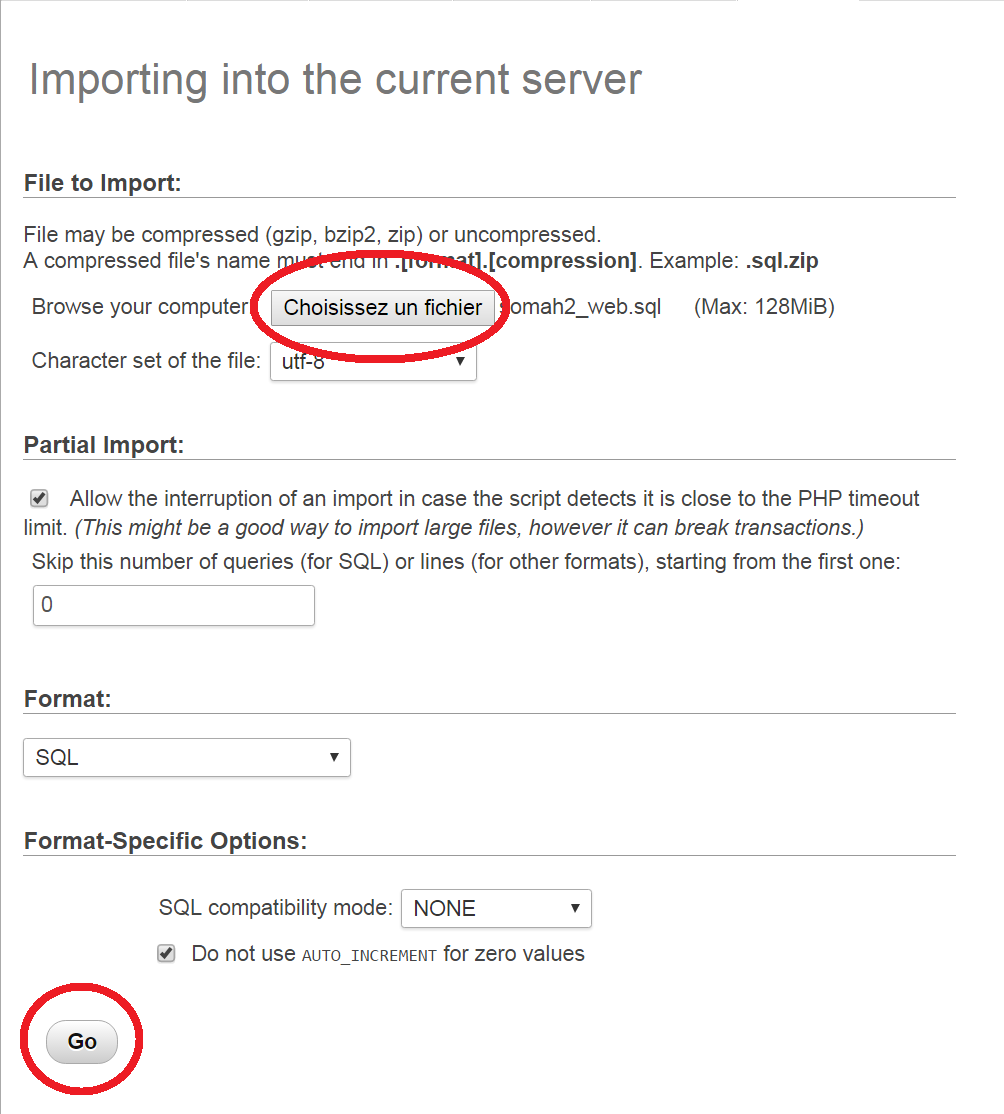 Importing into the current server
File to Import:
File may be compressed (gzip, bzip2, zip) or uncompressed.
A compressed file's name must end in .[format].[compression]. Example: .sql.zip
Browse your computer: Choisissez un fichier somah2_web.sql (Max: 128MiB)
Character set of the file: utf-8
Partial Import:
Allow the interruption of an import in case the script detects it is close to the PHP timeout
limit. (This might be a good way to import large files, however it can break transactions.)
Skip this number of queries (for SQL) or lines (for other formats), starting from the first one:
0
Format:
SQL
Format-Specific Options:
SQL compatibility mode: NONE
Do not use AUTO_INCREMENT for zero values
Go